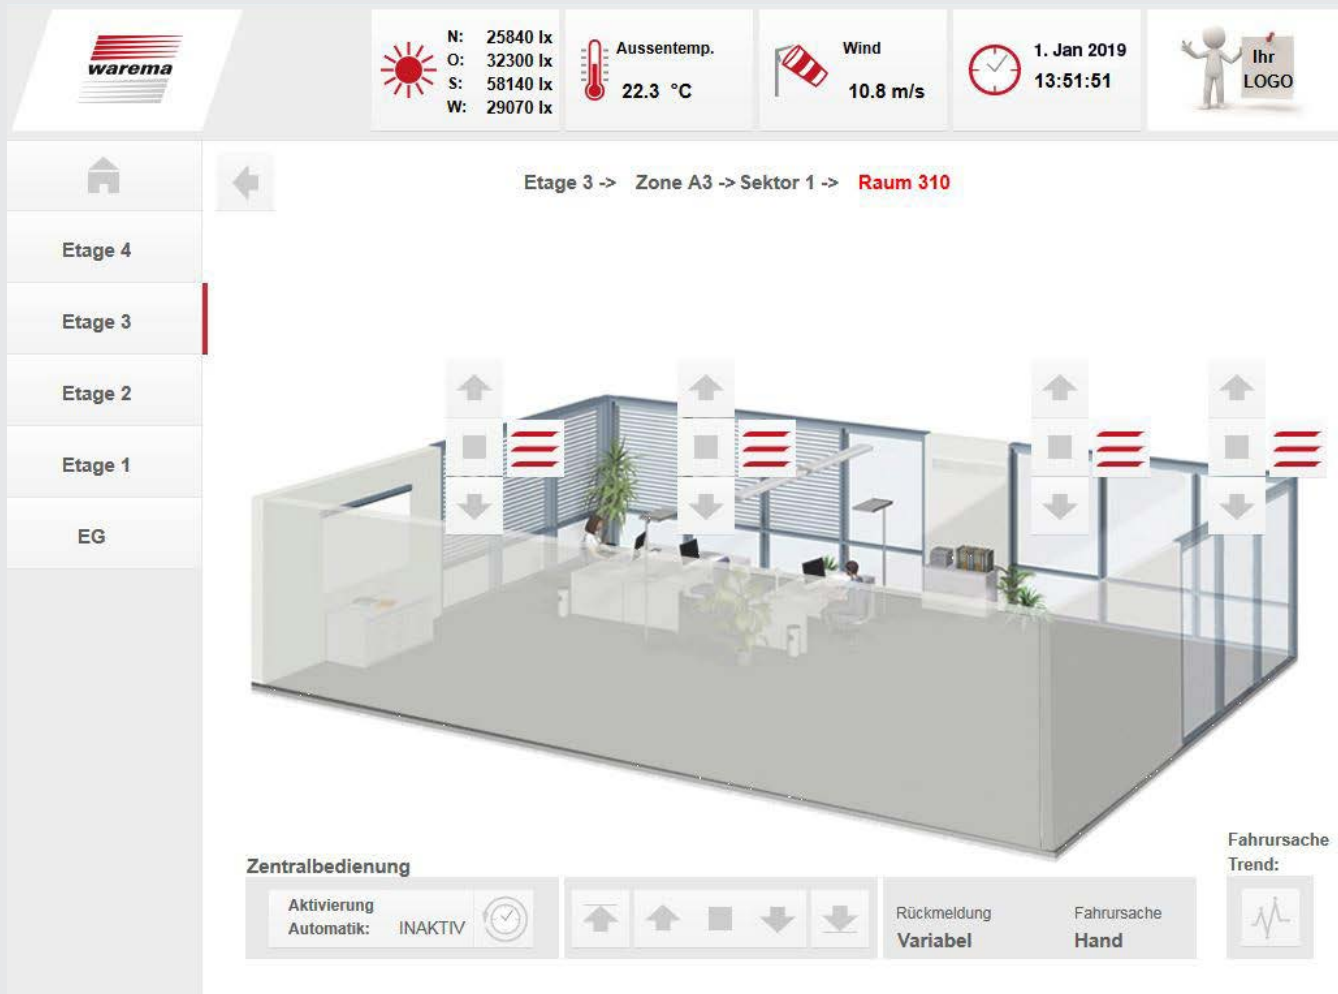 warema
N: 25840 lx
O: 32300 lx
S: 58140 lx
W: 29070 lx
Aussentemp.
22.3 °C
Wind
10.8 m/s
1. Jan 2019
13:51:51
Ihr
LOGO
Etage 3 -> Zone A3 -> Sektor 1 -> Raum 310
Etage 4
Etage 3
Etage 2
Etage 1
EG
Zentralbedienung
Aktivierung
Automatik: INAKTIV
Rückmeldung
Variabel
Fahrursache
Hand
Fahrursache
Trend: